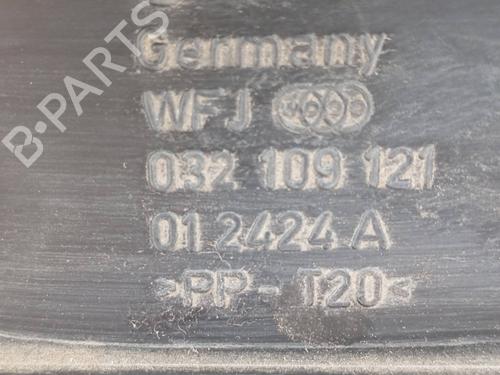 B-PARTS
Germany
WFJ
032 109 121
01 2424 A
>PP-T20<